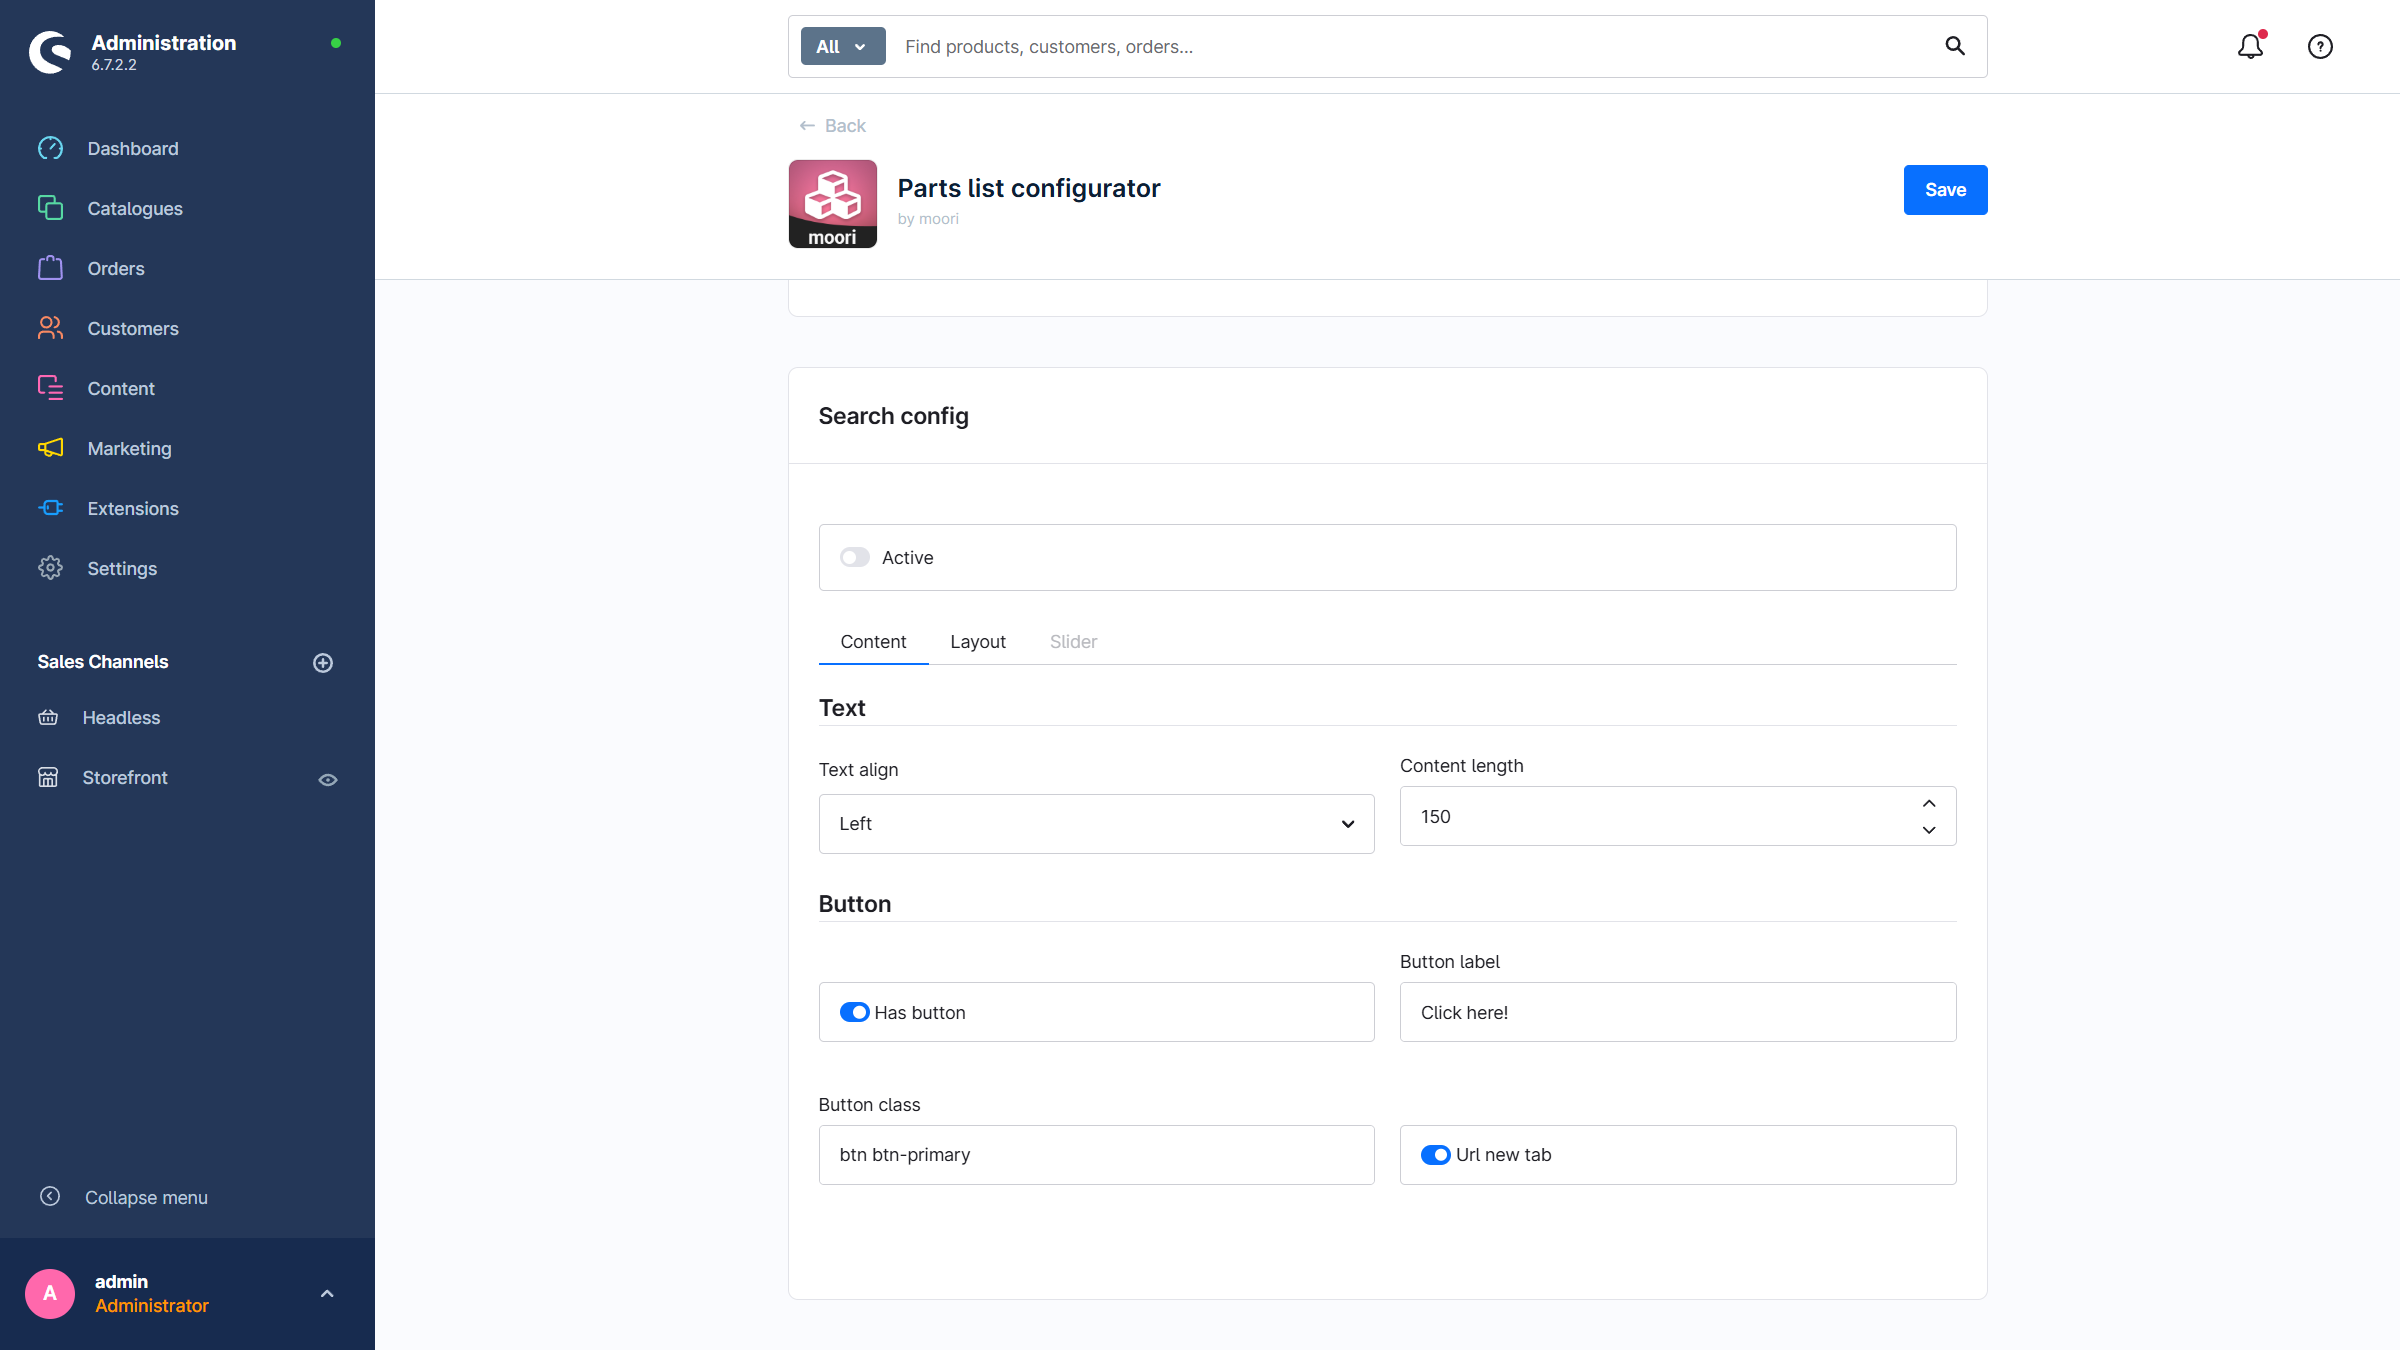 Administration
6.7.2.2
Dashboard
Catalogues
Orders
Customers
Content
Marketing
Extensions
Settings
Sales Channels
Headless
Storefront
Collapse menu
A
admin
Administrator
All
Find products, customers, orders...
Back
moori
Parts list configurator
by moori
Save
Search config
Active
Content Layout Slider
Text
Text align
Left
Content length
150
Button
Has button
Button label
Click here!
Button class
btn btn-primary
Url new tab